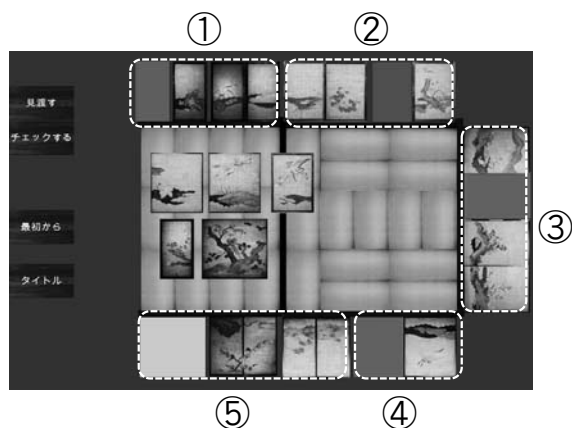 ① ②
見渡す
チェックする
③
最初から
タイトル
⑤ ④